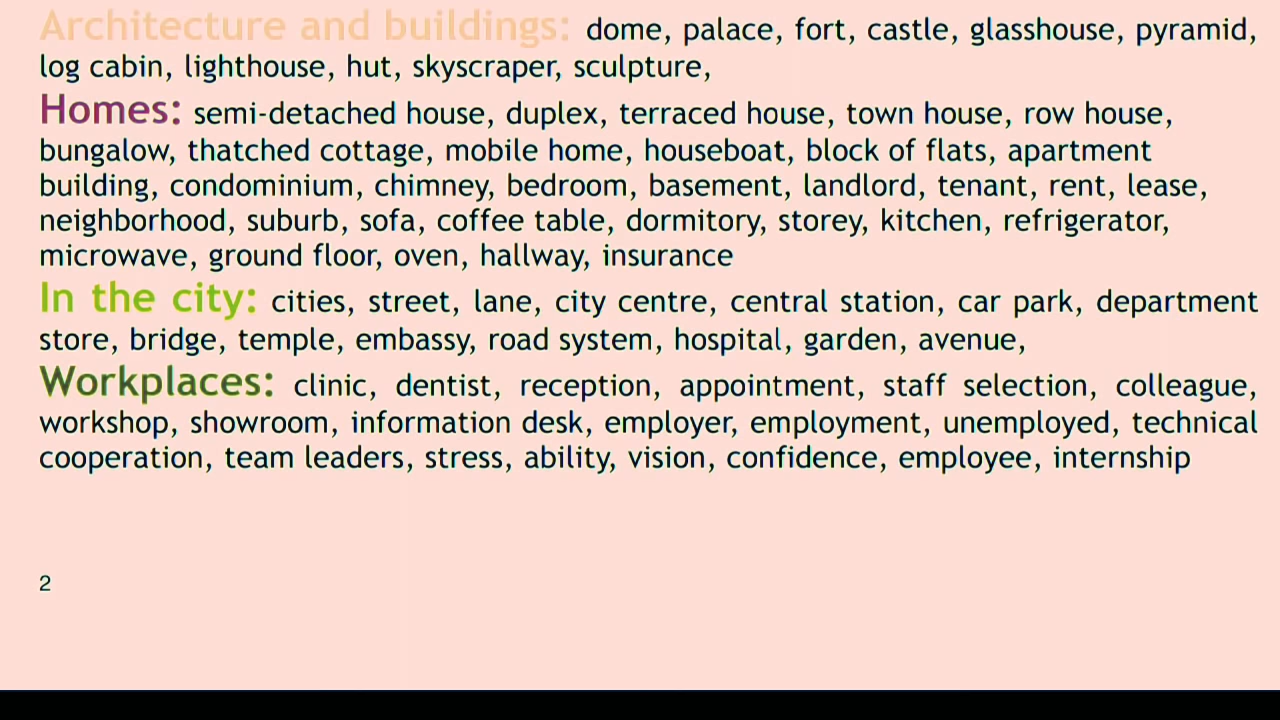 Architecture and buildings: dome, palace, fort, castle, glasshouse, pyramid,
log cabin, lighthouse, hut, skyscraper, sculpture,
Homes: semi-detached house, duplex, terraced house, town house, row house,
bungalow, thatched cottage, mobile home, houseboat, block of flats, apartment
building, condominium, chimney, bedroom, basement, landlord, tenant, rent, lease,
neighborhood, suburb, sofa, coffee table, dormitory, storey, kitchen, refrigerator,
microwave, ground floor, oven, hallway, insurance
In the city: cities, street, lane, city centre, central station, car park, department
store, bridge, temple, embassy, road system, hospital, garden, avenue,
Workplaces: clinic, dentist, reception, appointment, staff selection, colleague,
workshop, showroom, information desk, employer, employment, unemployed, technical
cooperation, team leaders, stress, ability, vision, confidence, employee, internship
2